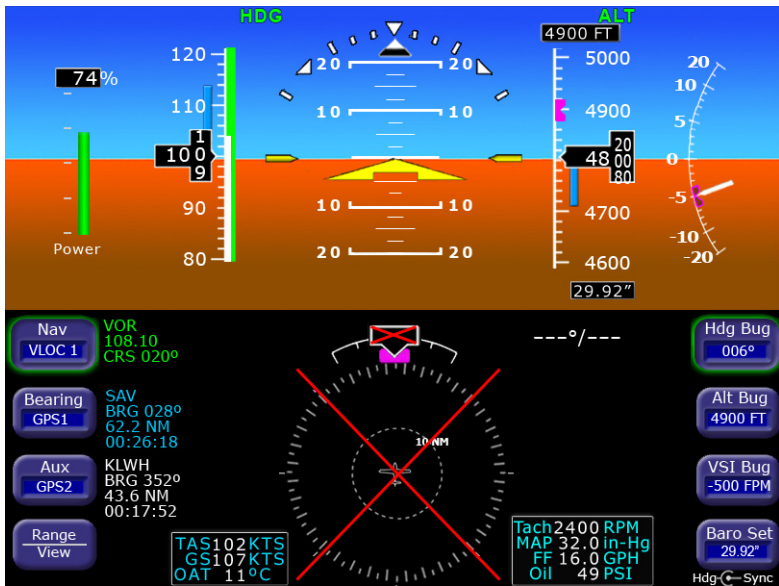 HDG
ALT
4900 FT
120
110
1
100
9
90
80
74%
Power
20 20
10 10
10 10
20 20
5000
4900
20
4800
80
4700
4600
29.92"
20
10
5
0
-5
-10
-20
Nav
VLOC 1
VOR
108.10
CRS 020º
Bearing
GPS1
SAV
BRG 028º
62.2 NM
00:26:18
Aux
GPS2
KLWH
BRG 352º
43.6 NM
00:17:52
Range
View
---°/---
10 NM
TAS 102 KTS
GS 107 KTS
OAT 11ºC
Tach 2400 RPM
MAP 32.0 in-Hg
FF 16.0 GPH
Oil 49 PSI
Hdg Bug
006°
Alt Bug
4900 FT
VSI Bug
-500 FPM
Baro Set
29.92"
Hdg Sync